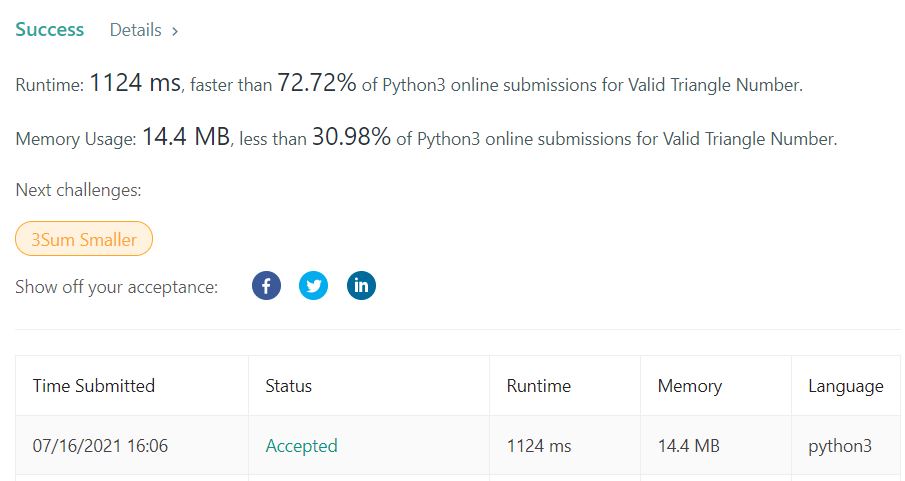 Success Details ›
Runtime: 1124 ms, faster than 72.72% of Python3 online submissions for Valid Triangle Number.
Memory Usage: 14.4 MB, less than 30.98% of Python3 online submissions for Valid Triangle Number.
Next challenges:
3Sum Smaller
Show off your acceptance: f in
Time Submitted Status Runtime Memory Language
07/16/2021 16:06 Accepted 1124 ms 14.4 MB python3